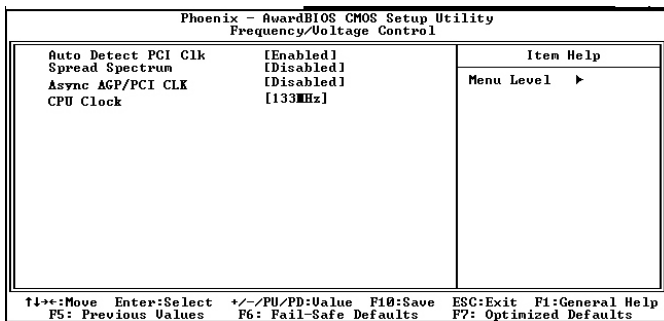 Phoenix - AwardBIOS CMOS Setup Utility
Frequency/Voltage Control
Auto Detect PCI Clk [Enabled]
Spread Spectrum [Disabled]
Async AGP/PCI CLK [Disabled]
CPU Clock [133MHz]
Item Help
Menu Level ►
↑↓→←:Move Enter:Select +/-/PU/PD:Value F10:Save ESC:Exit F1:General Help
F5: Previous Values F6: Fail-Safe Defaults F7: Optimized Defaults